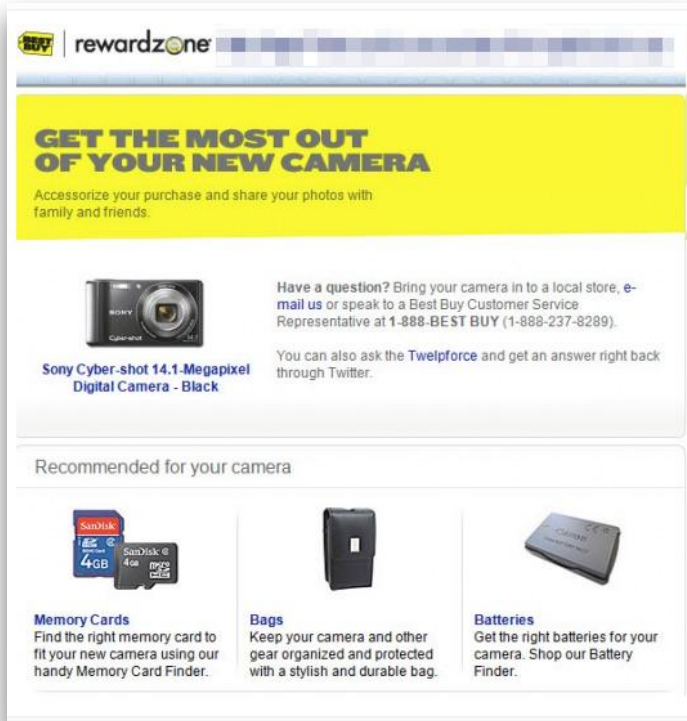 BEST BUY
rewardzone
GET THE MOST OUT
OF YOUR NEW CAMERA
Accessorize your purchase and share your photos with
family and friends.
Have a question? Bring your camera in to a local store, e-
mail us or speak to a Best Buy Customer Service
Representative at 1-888-BEST BUY (1-888-237-8289).
You can also ask the Twelpforce and get an answer right back
through Twitter.
SONY
Cyber-shot
14.1
Sony Cyber-shot 14.1-Megapixel
Digital Camera - Black
Recommended for your camera
SanDisk
4GB
SanDisk
4GB
micro
Canon
Memory Cards
Find the right memory card to
fit your new camera using our
handy Memory Card Finder.
Bags
Keep your camera and other
gear organized and protected
with a stylish and durable bag.
Batteries
Get the right batteries for your
camera. Shop our Battery
Finder.